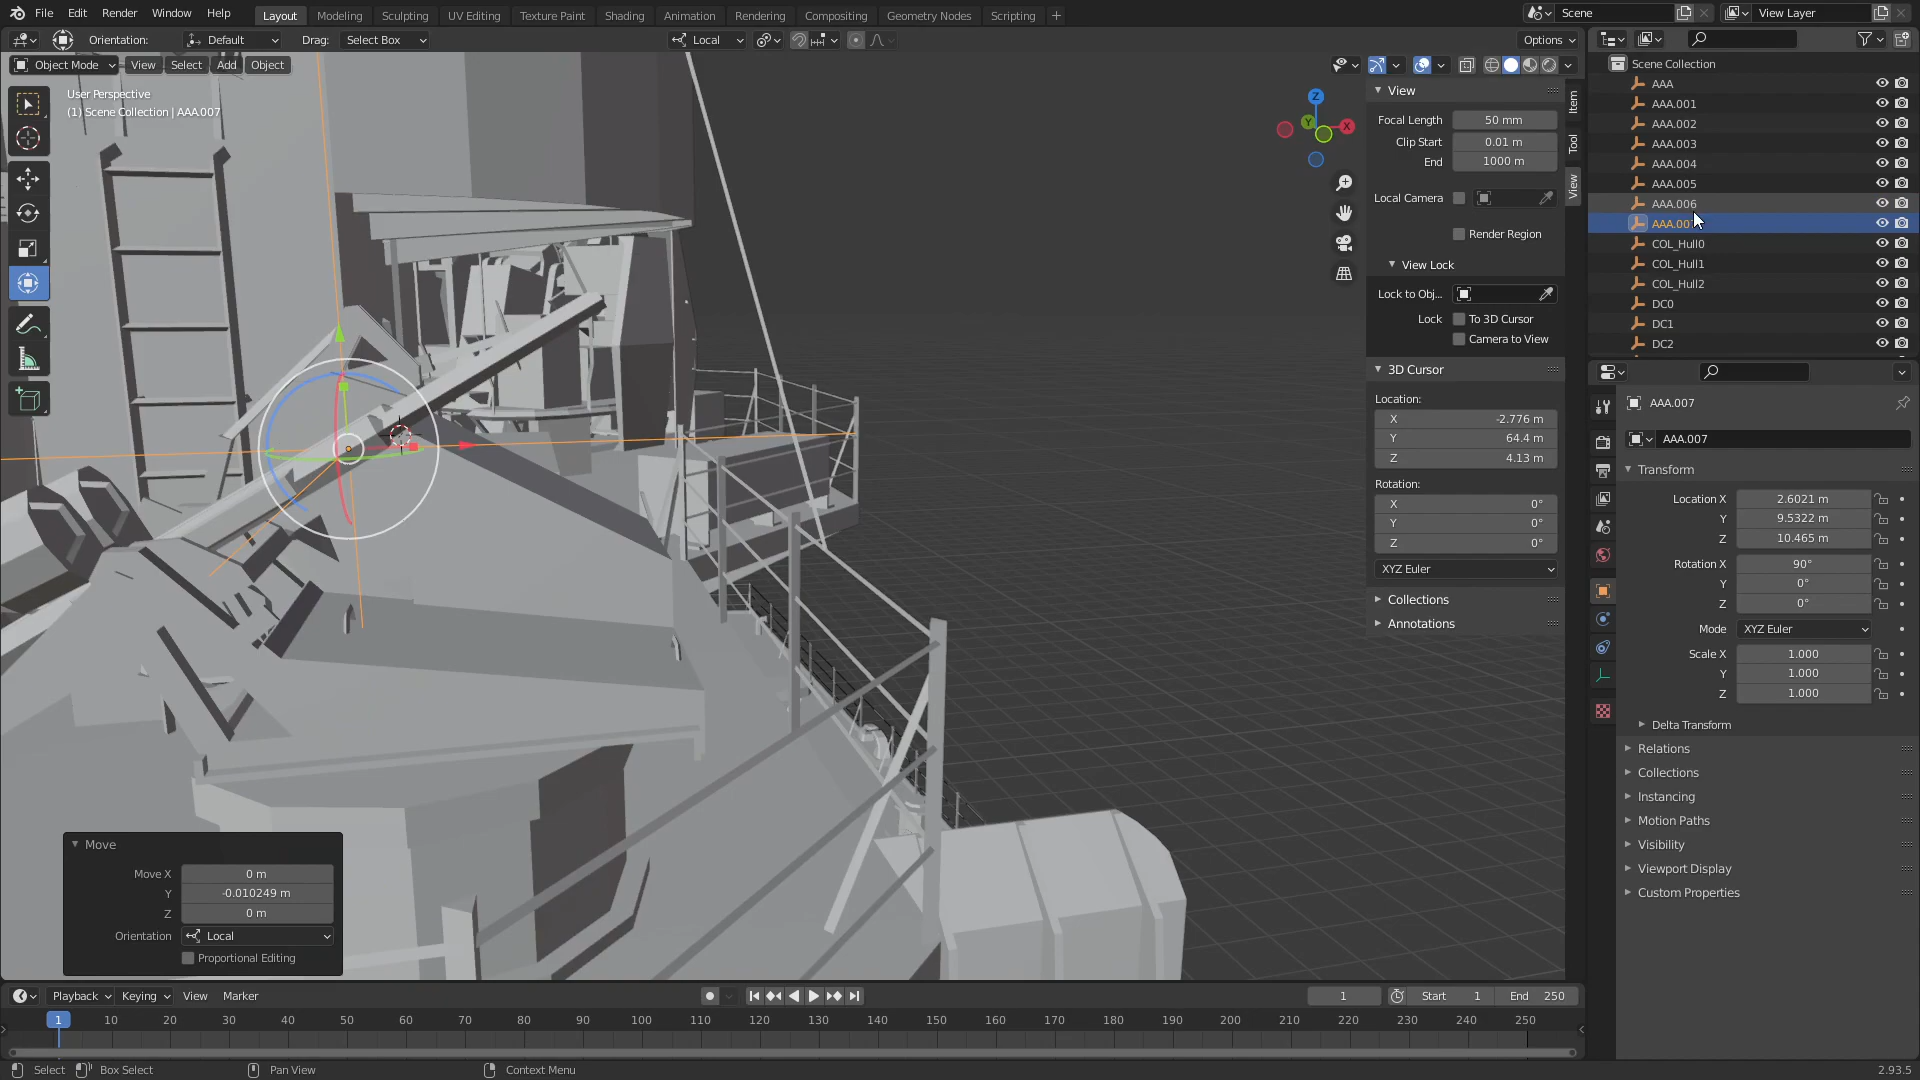 File Edit Render Window Help Layout Modeling Sculpting UV Editing Texture Paint Shading Animation Rendering Compositing Geometry Nodes Scripting + Scene View Layer
Orientation: Default Drag: Select Box Local Options
Object Mode View Select Add Object
User Perspective
(1) Scene Collection | AAA.007
Z
Y
X
View
Focal Length 50 mm
Clip Start 0.01 m
End 1000 m
Local Camera
Render Region
View Lock
Lock to Obj...
Lock To 3D Cursor
Camera to View
3D Cursor
Location:
X -2.776 m
Y 64.4 m
Z 4.13 m
Rotation:
X 0°
Y 0°
Z 0°
XYZ Euler
Collections
Annotations
Item
Tool
View
Scene Collection
AAA
AAA.001
AAA.002
AAA.003
AAA.004
AAA.005
AAA.006
COL_Hull0
COL_Hull1
COL_Hull2
DC0
DC1
DC2
AAA.007
AAA.007
Transform
Location X 2.6021 m
Y 9.5322 m
Z 10.465 m
Rotation X 90°
Y 0°
Z 0°
Mode XYZ Euler
Scale X 1.000
Y 1.000
Z 1.000
Delta Transform
Relations
Collections
Instancing
Motion Paths
Visibility
Viewport Display
Custom Properties
Move
Move X 0 m
Y -0.010249 m
Z 0 m
Orientation Local
Proportional Editing
Playback Keying View Marker 1 Start 1 End 250
1 10 20 30 40 50 60 70 80 90 100 110 120 130 140 150 160 170 180 190 200 210 220 230 240 250
Select Box Select Pan View Context Menu 2.93.5